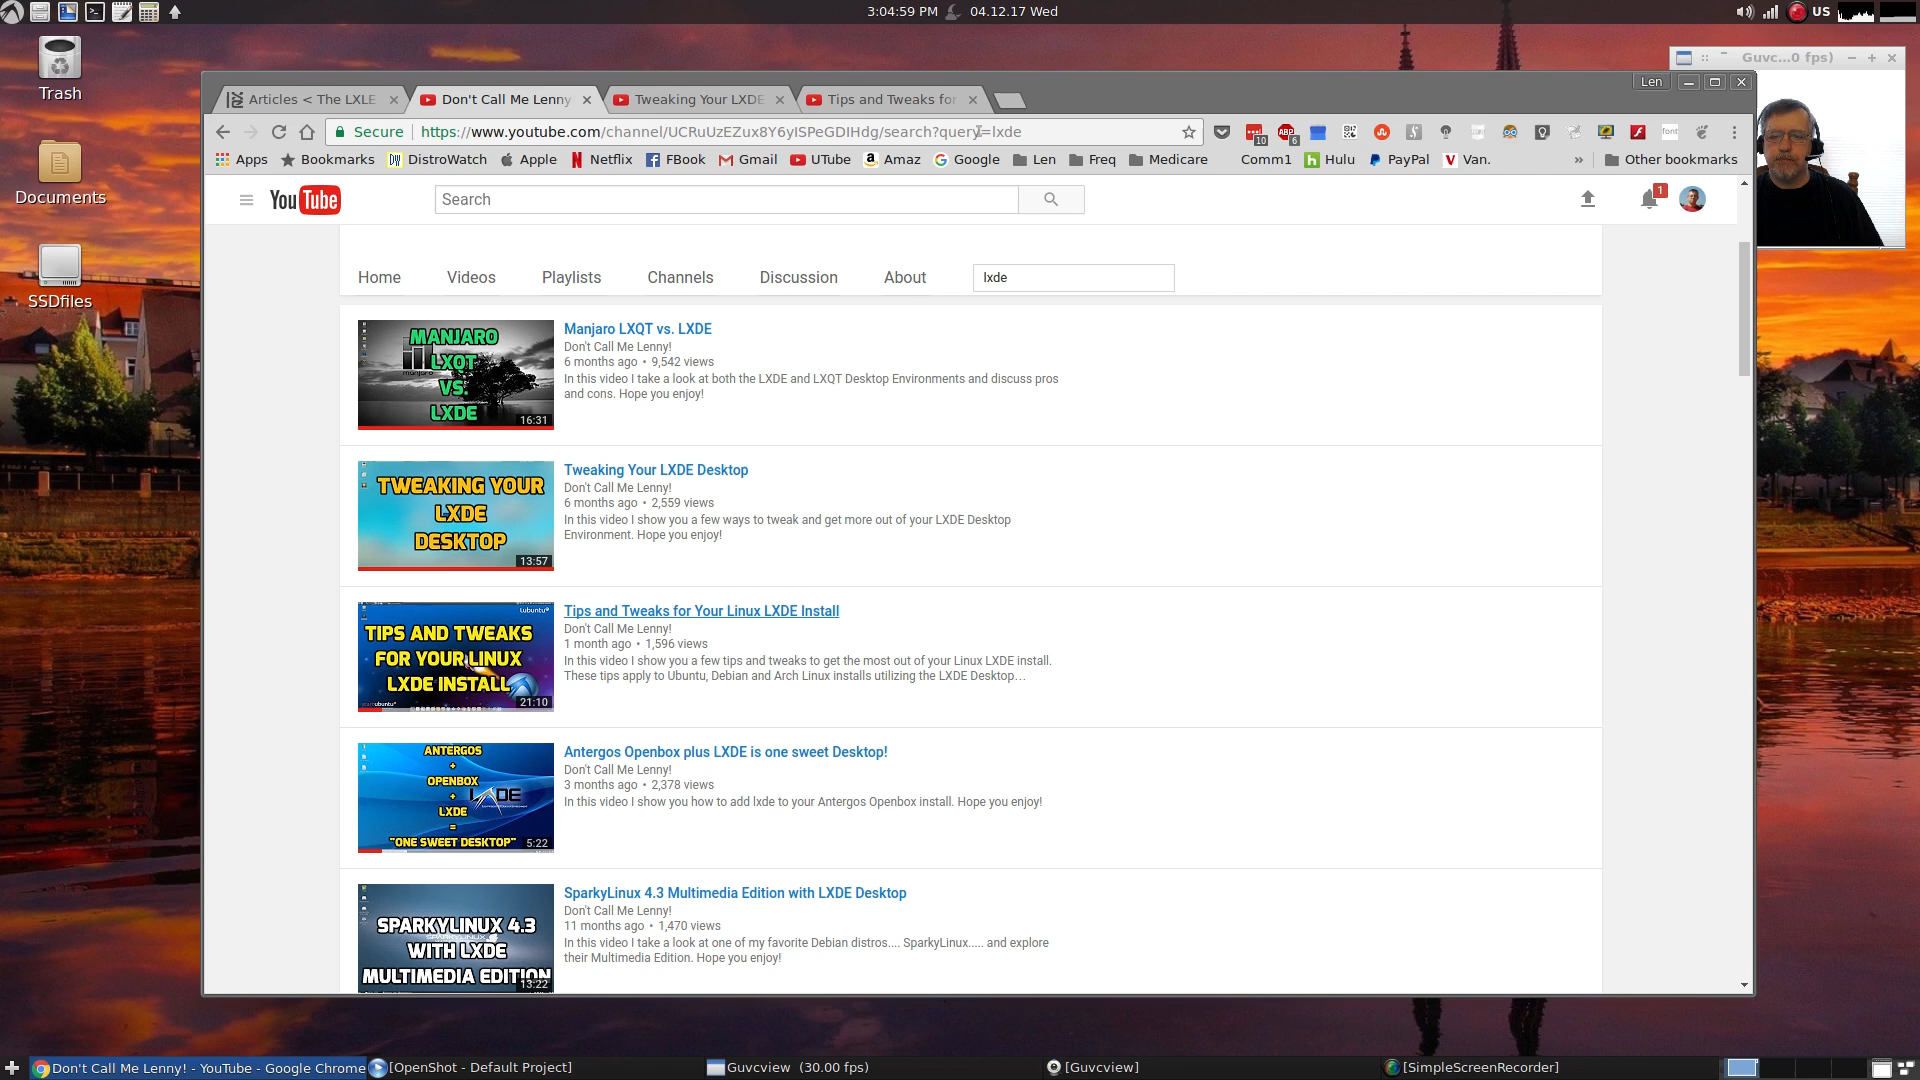 3:04:59 PM 04.12.17 Wed
US
Trash
Documents
SSDfiles
Guvc...0 fps)
Len
Articles < The LXLE
Don't Call Me Lenny
Tweaking Your LXDE
Tips and Tweaks for
Secure https://www.youtube.com/channel/UCRuUzEZux8Y6yISPeGDIHdg/search?query=lxde
10
ABP
6
font
Apps Bookmarks DW DistroWatch Apple Netflix FBook Gmail UTube Amaz Google Len Freq Medicare Comm1 Hulu PayPal Van. » Other bookmarks
YouTube
Search
1
Home Videos Playlists Channels Discussion About lxde
MANJARO
LXQT
VS.
LXDE
manjaro
16:31
Manjaro LXQT vs. LXDE
Don't Call Me Lenny!
6 months ago • 9,542 views
In this video I take a look at both the LXDE and LXQT Desktop Environments and discuss pros
and cons. Hope you enjoy!
TWEAKING YOUR
LXDE
DESKTOP
13:57
Tweaking Your LXDE Desktop
Don't Call Me Lenny!
6 months ago • 2,559 views
In this video I show you a few ways to tweak and get more out of your LXDE Desktop
Environment. Hope you enjoy!
lubuntu
TIPS AND TWEAKS
FOR YOUR LINUX
LXDE INSTALL
21:10
Tips and Tweaks for Your Linux LXDE Install
Don't Call Me Lenny!
1 month ago • 1,596 views
In this video I show you a few tips and tweaks to get the most out of your Linux LXDE install.
These tips apply to Ubuntu, Debian and Arch Linux installs utilizing the LXDE Desktop…
ANTERGOS
+
OPENBOX
+
LXDE
=
"ONE SWEET DESKTOP"
LXDE
5:22
Antergos Openbox plus LXDE is one sweet Desktop!
Don't Call Me Lenny!
3 months ago • 2,378 views
In this video I show you how to add lxde to your Antergos Openbox install. Hope you enjoy!
SPARKYLINUX 4.3
WITH LXDE
MULTIMEDIA EDITION
13:22
SparkyLinux 4.3 Multimedia Edition with LXDE Desktop
Don't Call Me Lenny!
11 months ago • 1,470 views
In this video I take a look at one of my favorite Debian distros.... SparkyLinux..... and explore
their Multimedia Edition. Hope you enjoy!
Don't Call Me Lenny! - YouTube - Google Chrome
[OpenShot - Default Project]
Guvcview (30.00 fps)
[Guvcview]
[SimpleScreenRecorder]